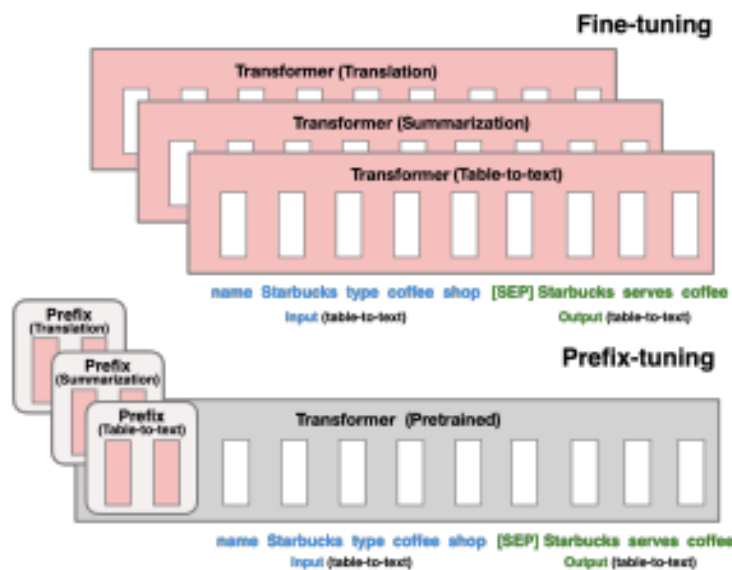 Fine-tuning
Transformer (Translation)
Transformer (Summarization)
Transformer (Table-to-text)
name Starbucks type coffee shop [SEP] Starbucks serves coffee
Input (table-to-text) Output (table-to-text)
Prefix
(Translation)
Prefix-tuning
Prefix
(Summarization)
Prefix
(Table-to-text)
Transformer (Pretrained)
name Starbucks type coffee shop [SEP] Starbucks serves coffee
Input (table-to-text) Output (table-to-text)